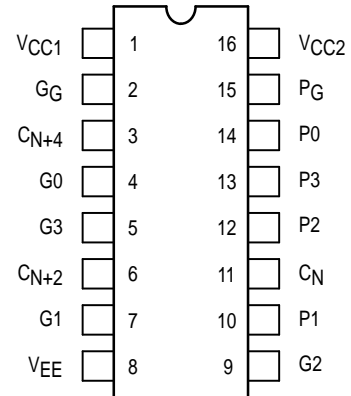 VCC1 1 16 VCC2
GG 2 15 PG
CN+4 3 14 P0
G0 4 13 P3
G3 5 12 P2
CN+2 6 11 CN
G1 7 10 P1
VEE 8 9 G2